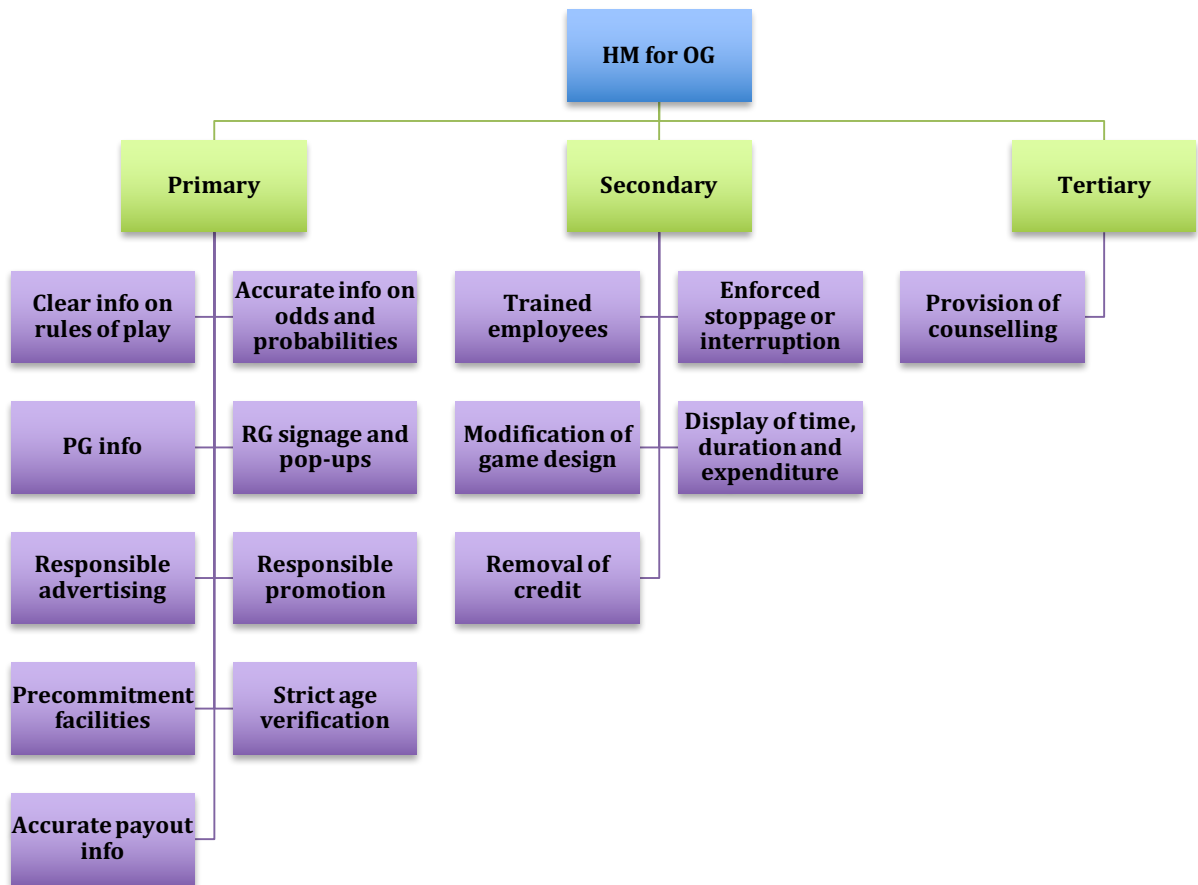 HM for OG
Primary
Secondary
Tertiary
Clear info on
rules of play
Accurate info on
odds and
probabilities
PG info
RG signage and
pop-ups
Responsible
advertising
Responsible
promotion
Precommitment
facilities
Strict age
verification
Accurate payout
info
Trained
employees
Enforced
stoppage or
interruption
Modification of
game design
Display of time,
duration and
expenditure
Removal of
credit
Provision of
counselling